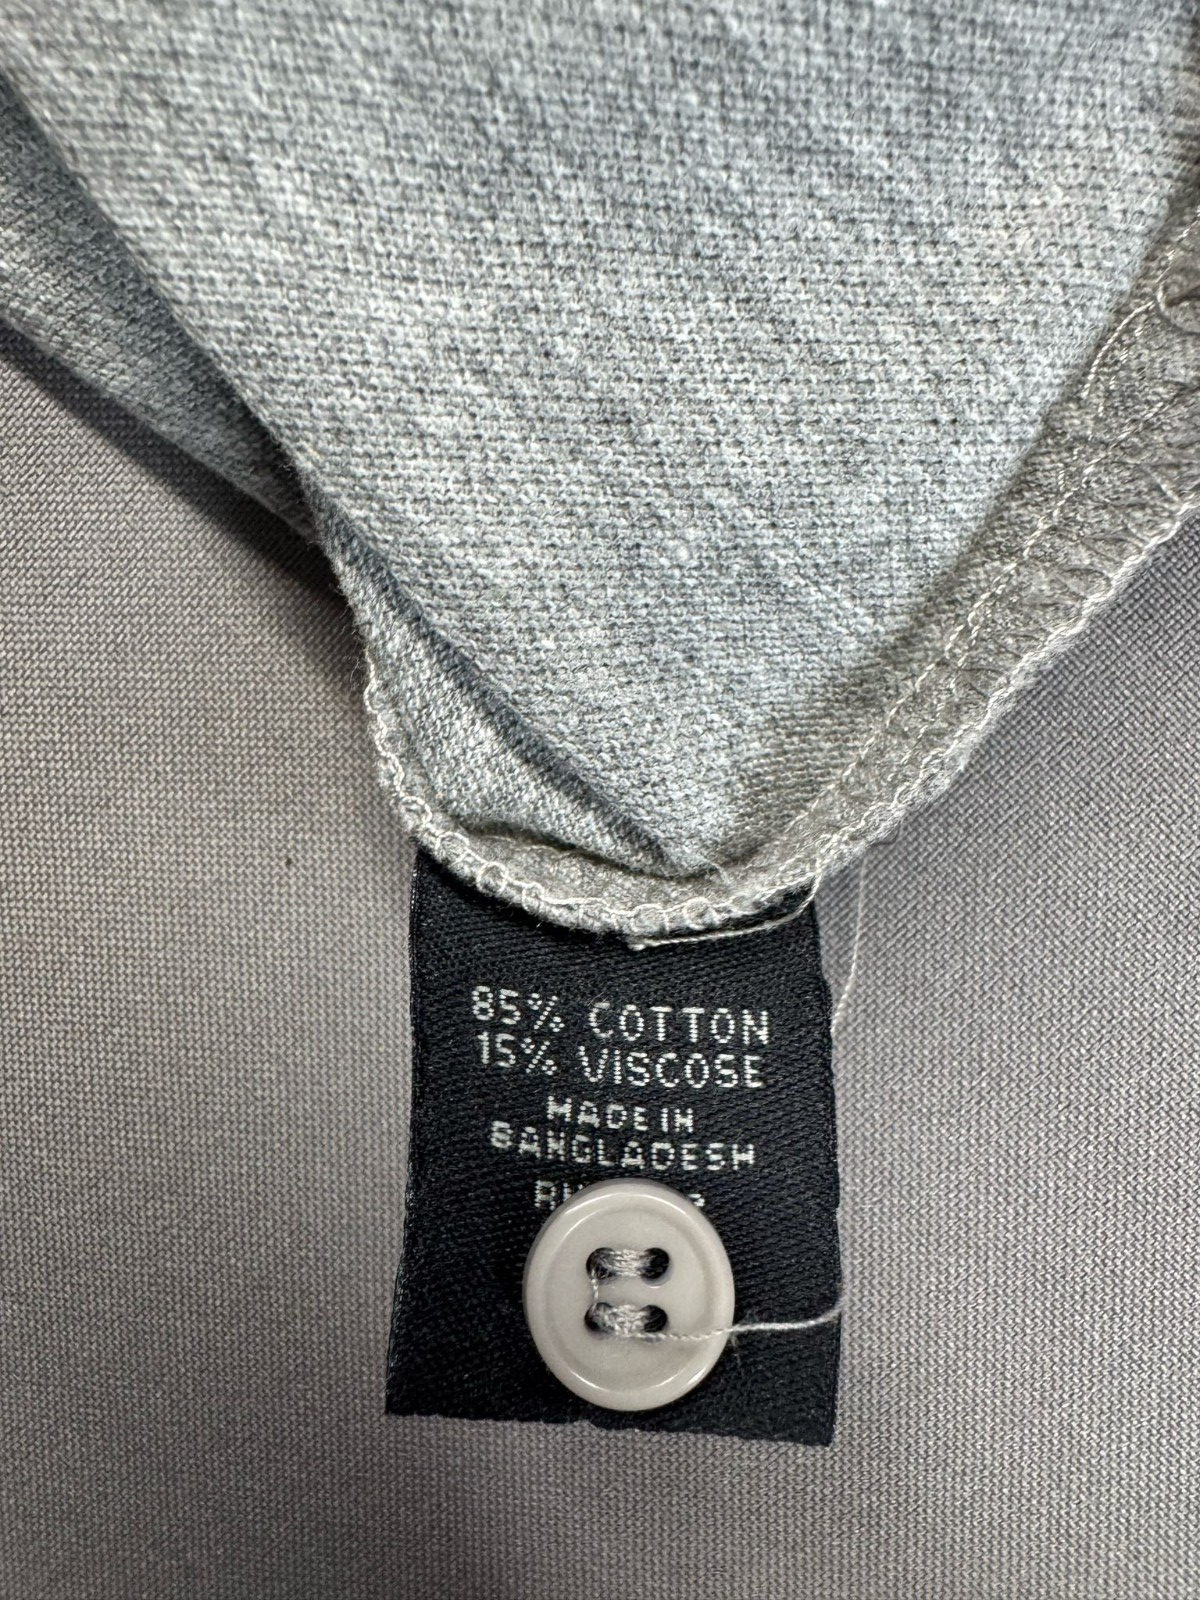 85% COTTON
15% VISCOSE
MADE IN
BANGLADESH